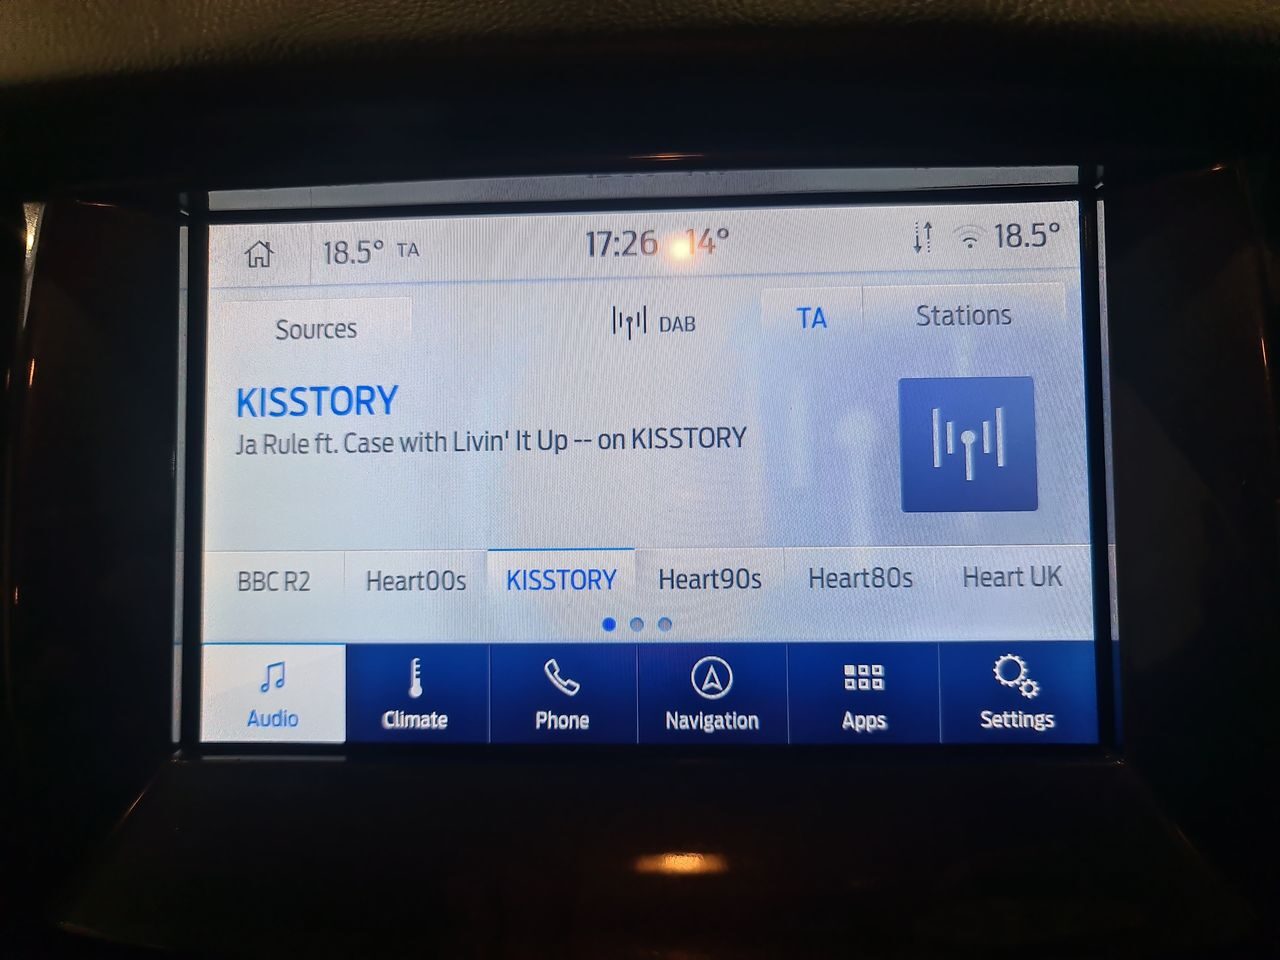 18.5° TA 17:26 14° 18.5°
Sources DAB TA Stations
KISSTORY
Ja Rule ft. Case with Livin' It Up -- on KISSTORY
BBC R2 Heart00s KISSTORY Heart90s Heart80s Heart UK
Audio Climate Phone Navigation Apps Settings